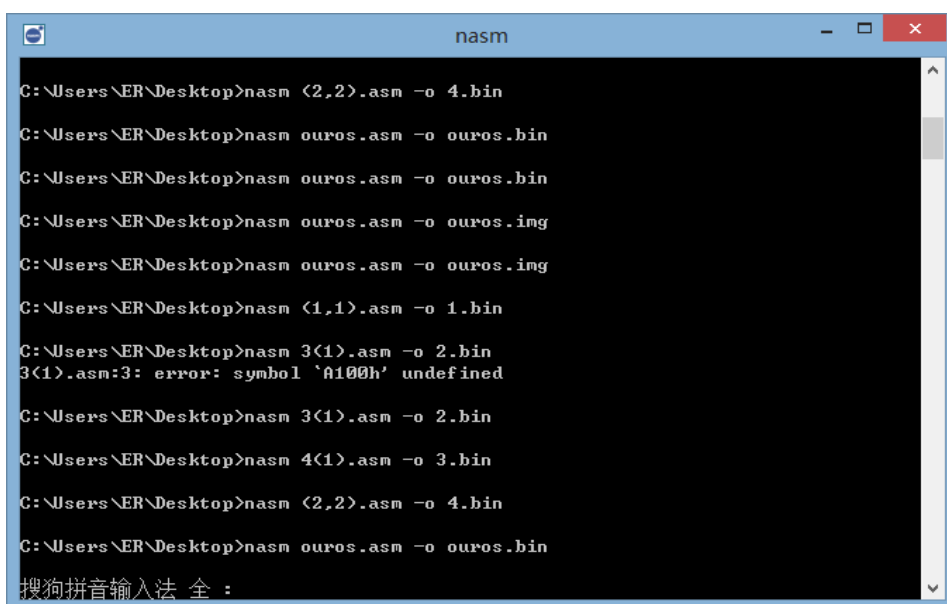 nasm
C:\Users\ER\Desktop>nasm (2,2).asm -o 4.bin
C:\Users\ER\Desktop>nasm ouros.asm -o ouros.bin
C:\Users\ER\Desktop>nasm ouros.asm -o ouros.bin
C:\Users\ER\Desktop>nasm ouros.asm -o ouros.img
C:\Users\ER\Desktop>nasm ouros.asm -o ouros.img
C:\Users\ER\Desktop>nasm (1,1).asm -o 1.bin
C:\Users\ER\Desktop>nasm 3(1).asm -o 2.bin
3(1).asm:3: error: symbol `A100h' undefined
C:\Users\ER\Desktop>nasm 3(1).asm -o 2.bin
C:\Users\ER\Desktop>nasm 4(1).asm -o 3.bin
C:\Users\ER\Desktop>nasm (2,2).asm -o 4.bin
C:\Users\ER\Desktop>nasm ouros.asm -o ouros.bin
搜狗拼音输入法 全 :